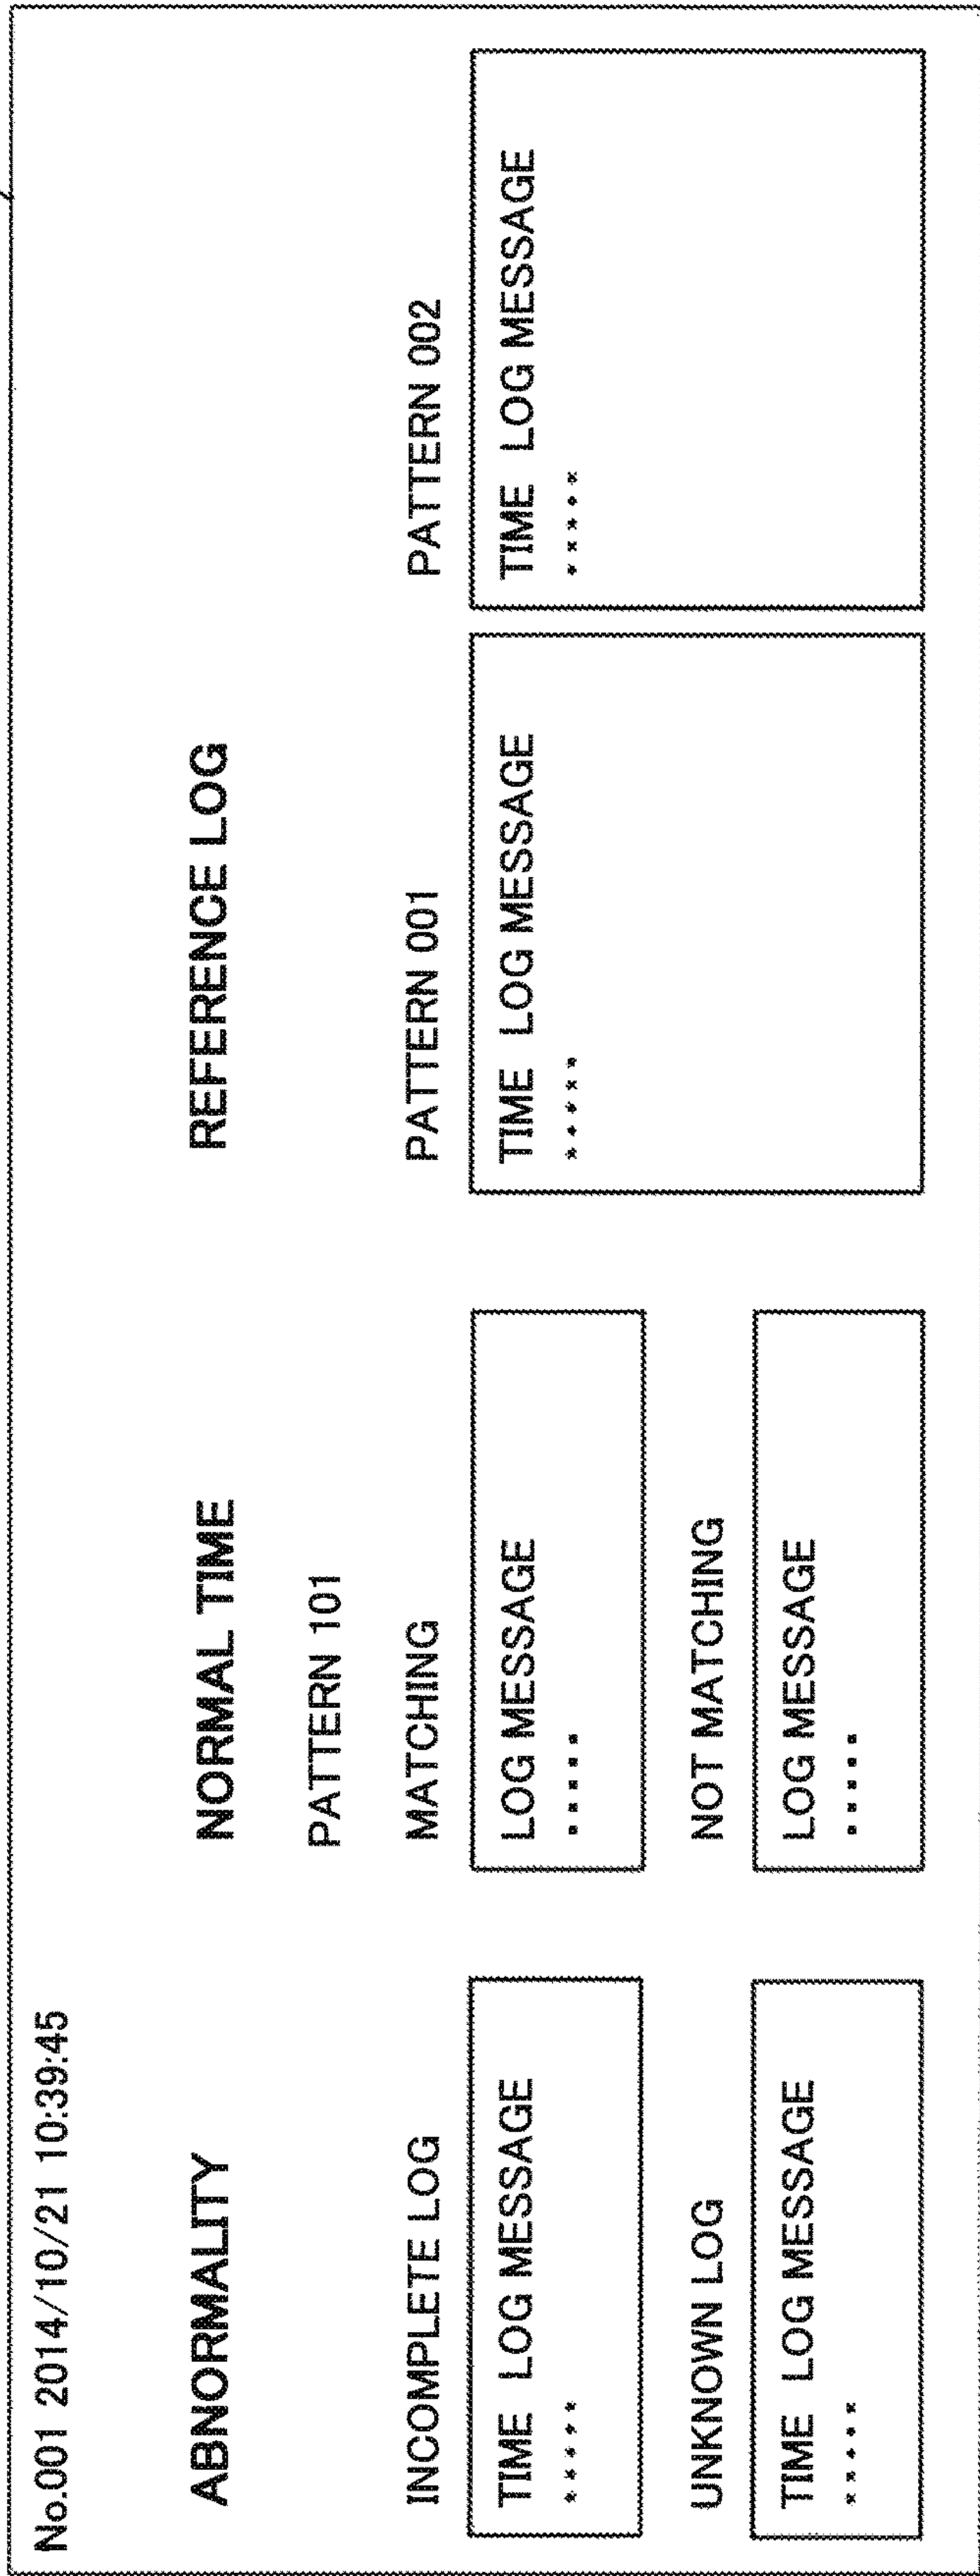 No.001 2014/10/21 10:39:45
ABNORMALITY
INCOMPLETE LOG
TIME LOG MESSAGE
.....
UNKNOWN LOG
TIME LOG MESSAGE
.....
NORMAL TIME
PATTERN 101
MATCHING
LOG MESSAGE
.....
NOT MATCHING
LOG MESSAGE
.....
REFERENCE LOG
PATTERN 001
TIME LOG MESSAGE
.....
PATTERN 002
TIME LOG MESSAGE
.....